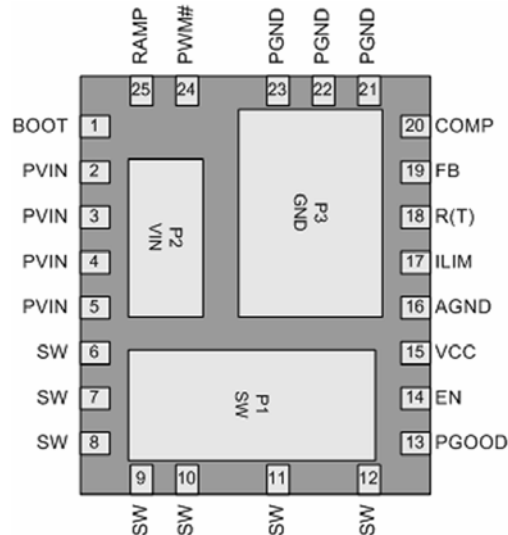 RAMP
PWM#
PGND
PGND
PGND
25
24
23
22
21
BOOT 1
20 COMP
PVIN 2
19 FB
PVIN 3
18 R(T)
PVIN 4
17 ILIM
PVIN 5
16 AGND
SW 6
15 VCC
SW 7
14 EN
SW 8
13 PGOOD
P2
VIN
P3
GND
P1
SW
9
10
11
12
SW
SW
SW
SW